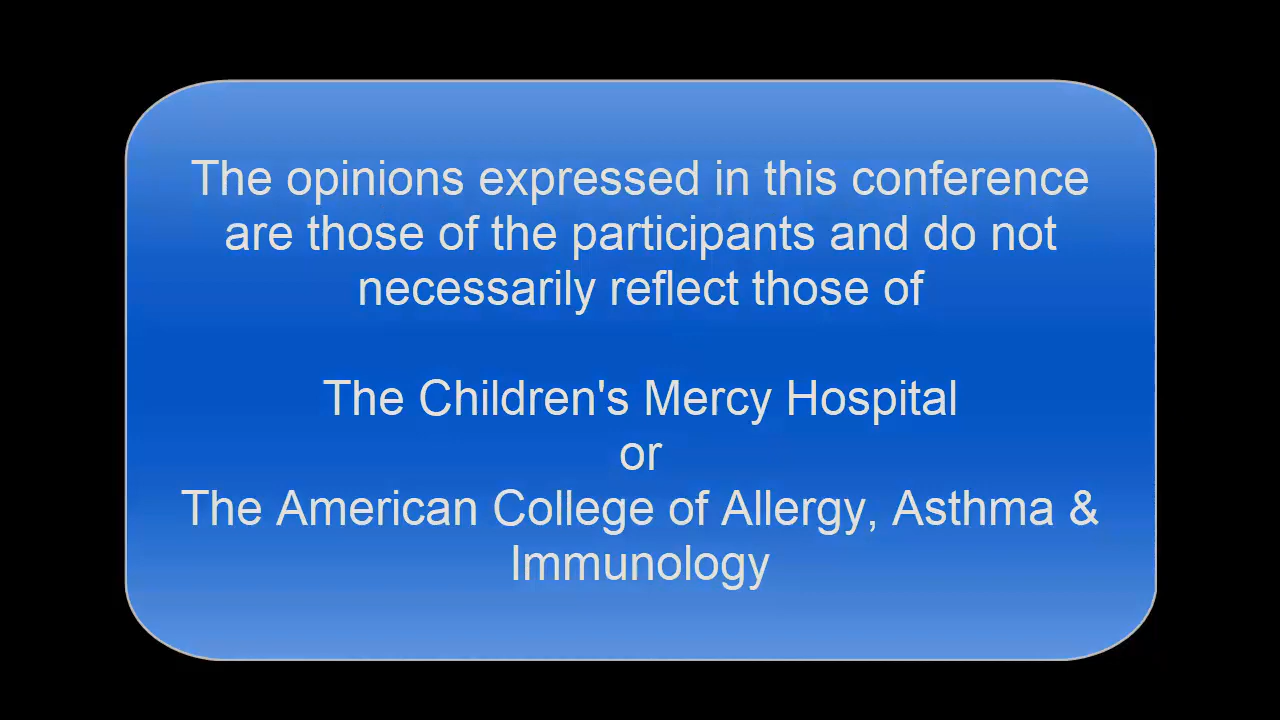 The opinions expressed in this conference
are those of the participants and do not
necessarily reflect those of
The Children's Mercy Hospital
or
The American College of Allergy, Asthma &
Immunology